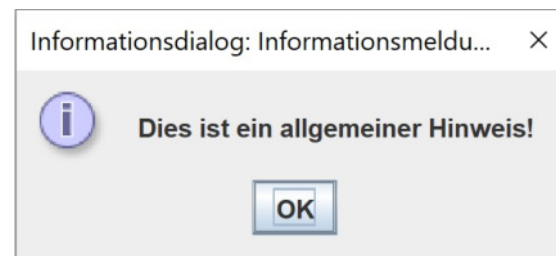 Informationsdialog: Informationsmeldu...
i
Dies ist ein allgemeiner Hinweis!
OK